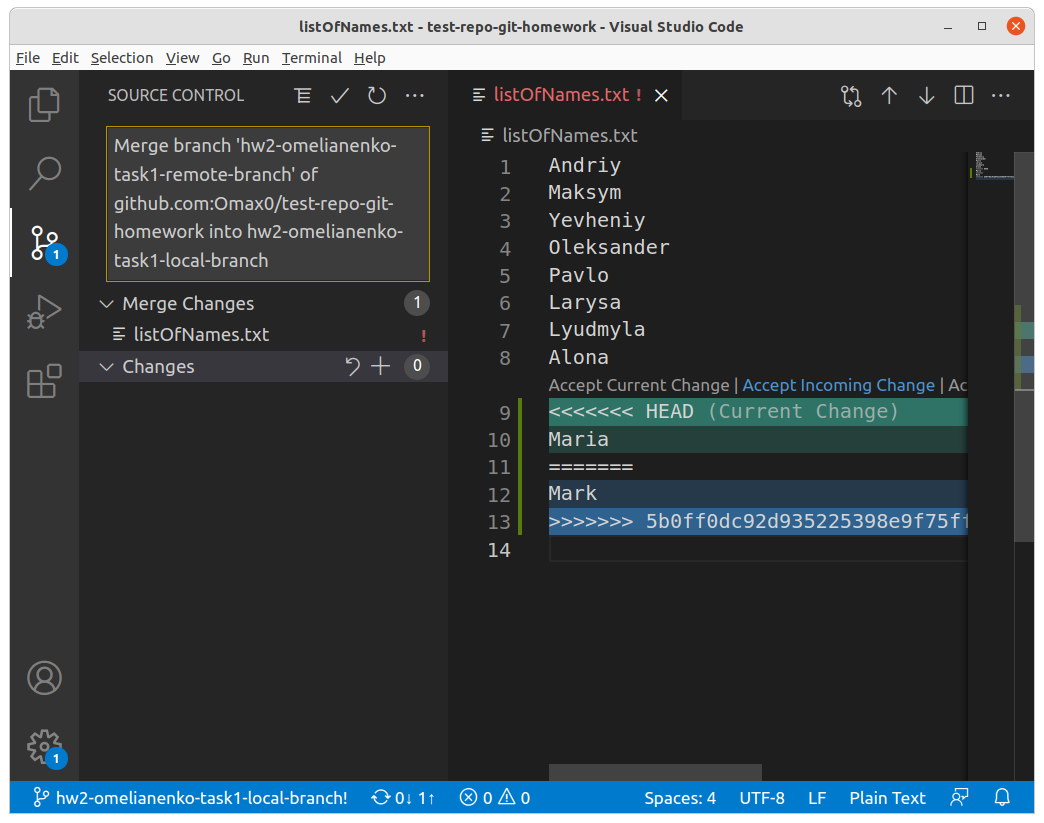 listOfNames.txt - test-repo-git-homework - Visual Studio Code
File Edit Selection View Go Run Terminal Help
SOURCE CONTROL
Merge branch 'hw2-omelianenko-
task1-remote-branch' of
github.com:Omax0/test-repo-git-
homework into hw2-omelianenko-
task1-local-branch
Merge Changes 1
listOfNames.txt !
Changes 0
1
1
listOfNames.txt !
listOfNames.txt
1 Andriy
2 Maksym
3 Yevheniy
4 Oleksander
5 Pavlo
6 Larysa
7 Lyudmyla
8 Alona
Accept Current Change | Accept Incoming Change | Ac
9 <<<<<<< HEAD (Current Change)
10 Maria
11 =======
12 Mark
13 >>>>>>> 5b0ff0dc92d935225398e9f75ff
14
hw2-omelianenko-task1-local-branch! 0↓ 1↑ 0 0 Spaces: 4 UTF-8 LF Plain Text